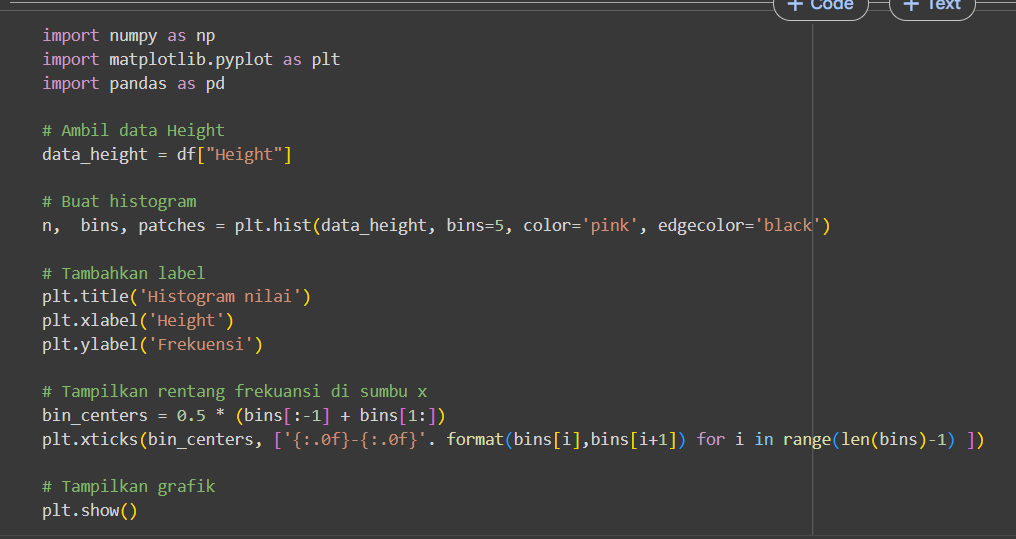 + Code + Text
import numpy as np
import matplotlib.pyplot as plt
import pandas as pd
# Ambil data Height
data_height = df["Height"]
# Buat histogram
n,  bins, patches = plt.hist(data_height, bins=5, color='pink', edgecolor='black')
# Tambahkan label
plt.title('Histogram nilai')
plt.xlabel('Height')
plt.ylabel('Frekuensi')
# Tampilkan rentang frekuansi di sumbu x
bin_centers = 0.5 * (bins[:-1] + bins[1:])
plt.xticks(bin_centers, ['{:.0f}-{:.0f}'. format(bins[i],bins[i+1]) for i in range(len(bins)-1) ])
# Tampilkan grafik
plt.show()